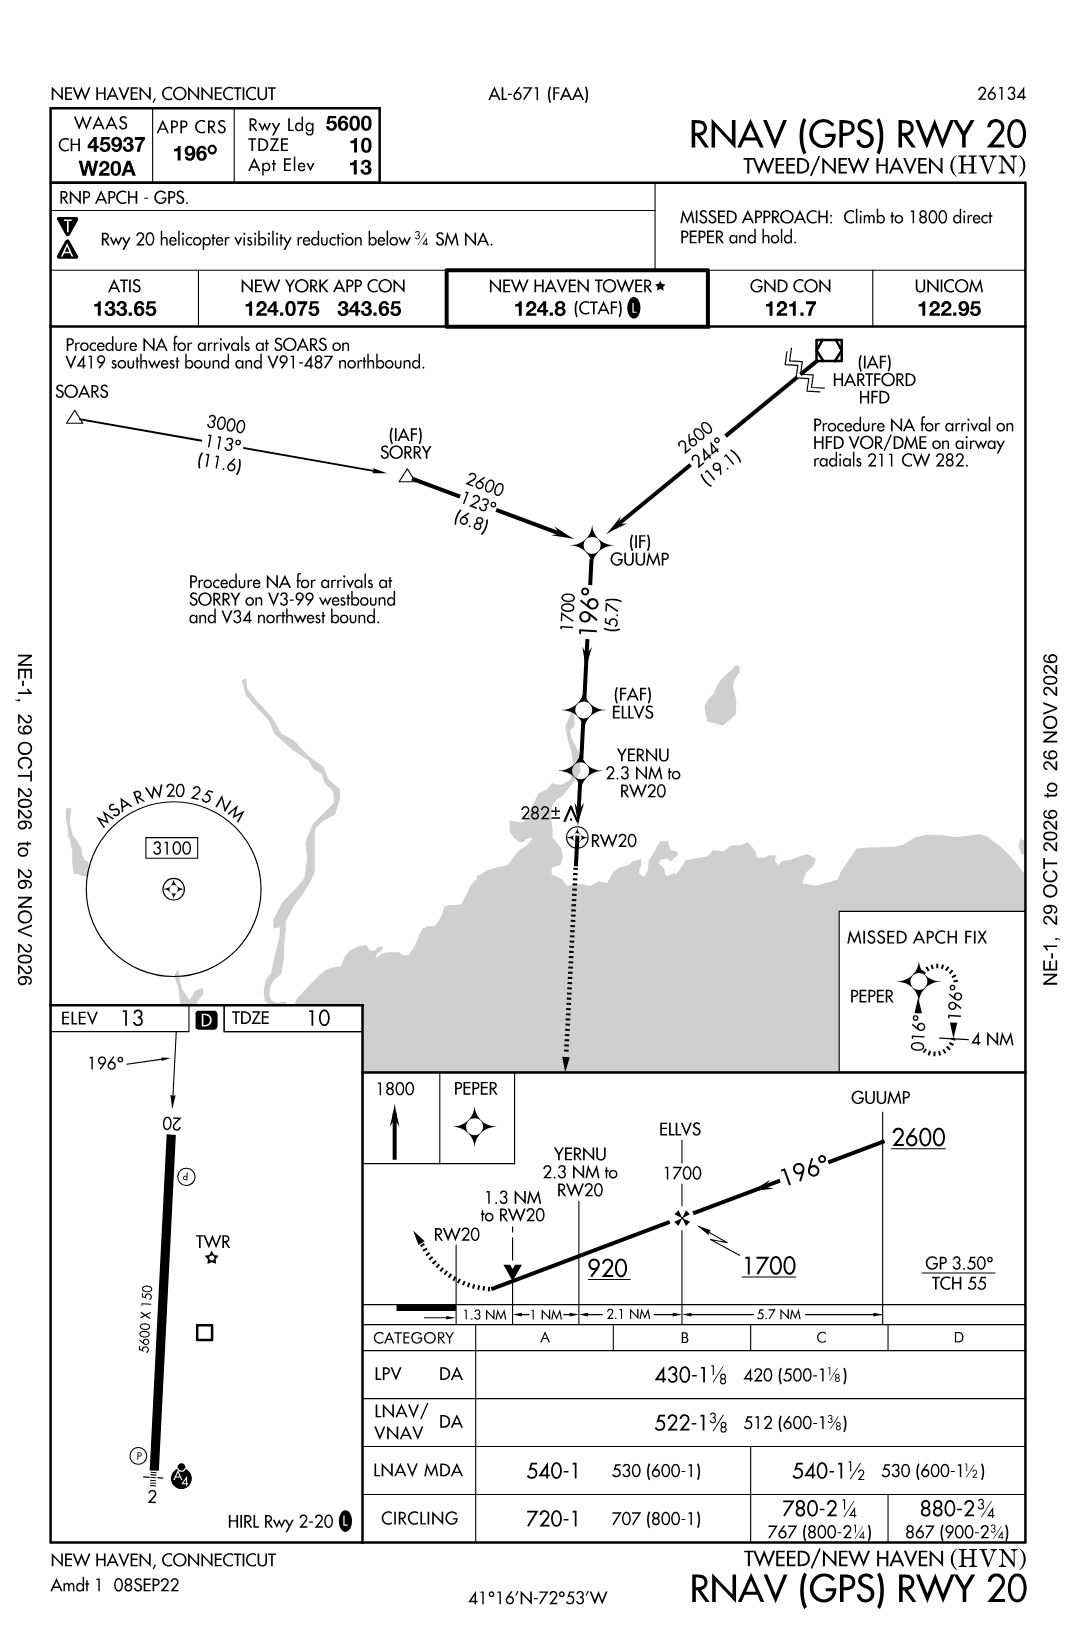 NEW HAVEN, CONNECTICUT
AL-671 (FAA)
26134
WAAS
CH 45937
W20A
APP CRS
196°
Rwy Ldg 5600
TDZE 10
Apt Elev 13
RNAV (GPS) RWY 20
TWEED/NEW HAVEN (HVN)
RNP APCH - GPS.
T
A
Rwy 20 helicopter visibility reduction below ¾ SM NA.
MISSED APPROACH: Climb to 1800 direct
PEPER and hold.
ATIS
133.65
NEW YORK APP CON
124.075 343.65
NEW HAVEN TOWER★
124.8 (CTAF) L
GND CON
121.7
UNICOM
122.95
Procedure NA for arrivals at SOARS on
V419 southwest bound and V91-487 northbound.
SOARS
3000
113°
(11.6)
(IAF)
SORRY
2600
123°
(6.8)
(IAF)
HARTFORD
HFD
2600
244°
(19.1)
Procedure NA for arrival on
HFD VOR/DME on airway
radials 211 CW 282.
(IF)
GUUMP
Procedure NA for arrivals at
SORRY on V3-99 westbound
and V34 northwest bound.
1700
196°
(5.7)
(FAF)
ELLVS
YERNU
2.3 NM to
RW20
282±
RW20
MSA RW20 25 NM
3100
MISSED APCH FIX
PEPER
016°
196°
4 NM
NE-1, 29 OCT 2026 to 26 NOV 2026
NE-1, 29 OCT 2026 to 26 NOV 2026
ELEV 13
D
TDZE 10
196°
20
P
TWR
5600 X 150
P
A4
2
HIRL Rwy 2-20 L
1800
PEPER
GUUMP
2600
196°
ELLVS
1700
YERNU
2.3 NM to
RW20
1.3 NM
to RW20
RW20
920
1700
GP 3.50°
TCH 55
1.3 NM
1 NM
2.1 NM
5.7 NM
CATEGORY A B C D
LPV DA 430-1⅛ 420 (500-1⅛)
LNAV/
VNAV DA 522-1⅜ 512 (600-1⅜)
LNAV MDA 540-1 530 (600-1) 540-1½ 530 (600-1½)
CIRCLING 720-1 707 (800-1) 780-2¼ 767 (800-2¼) 880-2¾ 867 (900-2¾)
NEW HAVEN, CONNECTICUT
Amdt 1 08SEP22
41°16'N-72°53'W
TWEED/NEW HAVEN (HVN)
RNAV (GPS) RWY 20